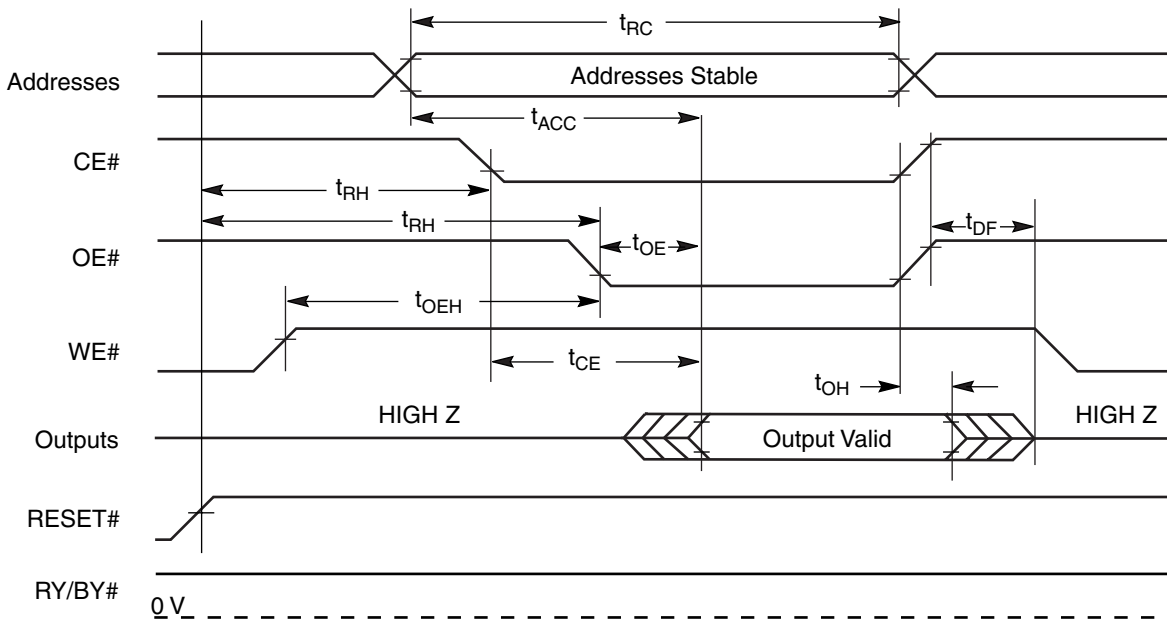 tRC
Addresses
Addresses Stable
tACC
CE#
tRH
tRH
tDF
OE#
tOE
tOEH
WE#
tCE
tOH
HIGH Z
HIGH Z
Outputs
Output Valid
RESET#
RY/BY#
0 V